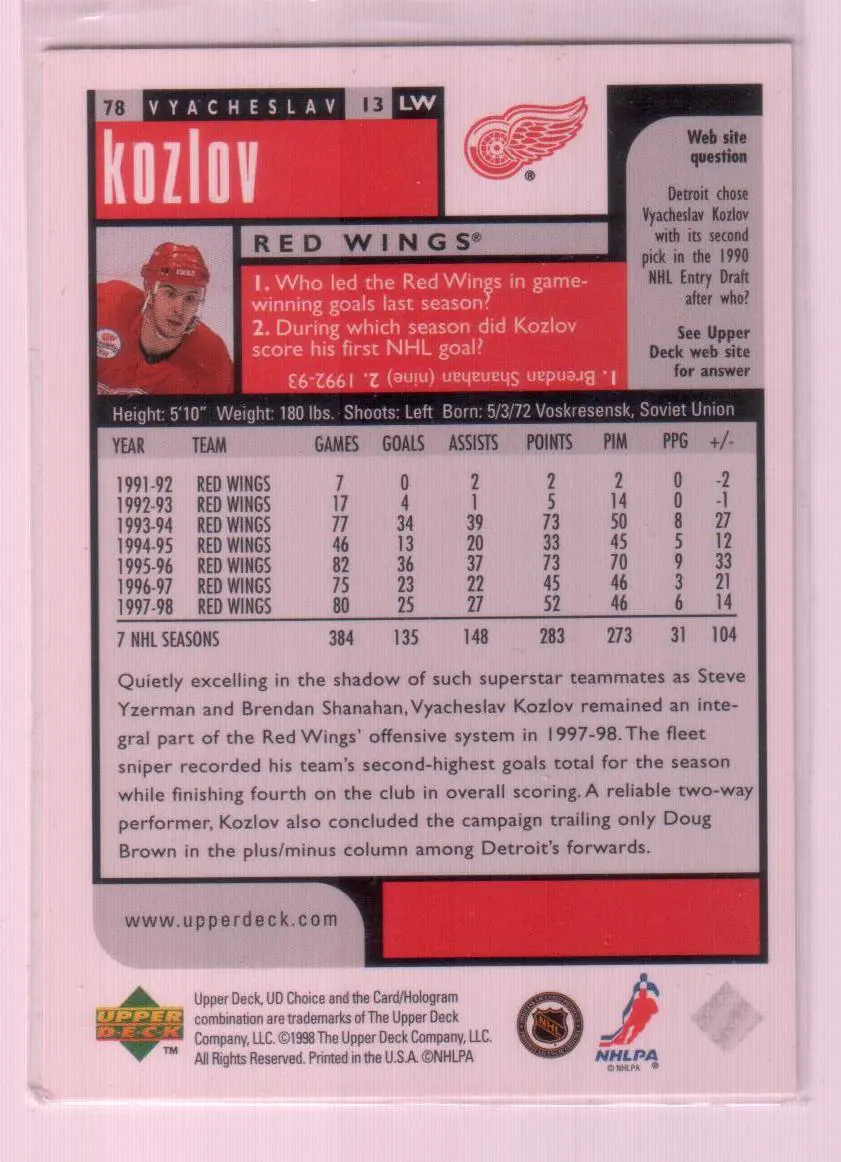 78 VYACHESLAV 13 LW
kozlov
®
RED WINGS®
1. Who led the Red Wings in game-
winning goals last season?
2. During which season did Kozlov
score his first NHL goal?
1. Brendan Shanahan (nine) 2. 1992-93
Web site
question
Detroit chose
Vyacheslav Kozlov
with its second
pick in the 1990
NHL Entry Draft
after who?
See Upper
Deck web site
for answer
Height: 5'10" Weight: 180 lbs. Shoots: Left Born: 5/3/72 Voskresensk, Soviet Union
YEAR TEAM GAMES GOALS ASSISTS POINTS PIM PPG +/-
1991-92 RED WINGS 7 0 2 2 2 0 -2
1992-93 RED WINGS 17 4 1 5 14 0 -1
1993-94 RED WINGS 77 34 39 73 50 8 27
1994-95 RED WINGS 46 13 20 33 45 5 12
1995-96 RED WINGS 82 36 37 73 70 9 33
1996-97 RED WINGS 75 23 22 45 46 3 21
1997-98 RED WINGS 80 25 27 52 46 6 14
7 NHL SEASONS 384 135 148 283 273 31 104
Quietly excelling in the shadow of such superstar teammates as Steve
Yzerman and Brendan Shanahan, Vyacheslav Kozlov remained an inte-
gral part of the Red Wings' offensive system in 1997-98. The fleet
sniper recorded his team's second-highest goals total for the season
while finishing fourth on the club in overall scoring. A reliable two-way
performer, Kozlov also concluded the campaign trailing only Doug
Brown in the plus/minus column among Detroit's forwards.
www.upperdeck.com
UPPER
DECK
TM
Upper Deck, UD Choice and the Card/Hologram
combination are trademarks of The Upper Deck
Company, LLC. ©1998 The Upper Deck Company, LLC.
All Rights Reserved. Printed in the U.S.A. ©NHLPA
NHL
NHLPA
© NHLPA ®